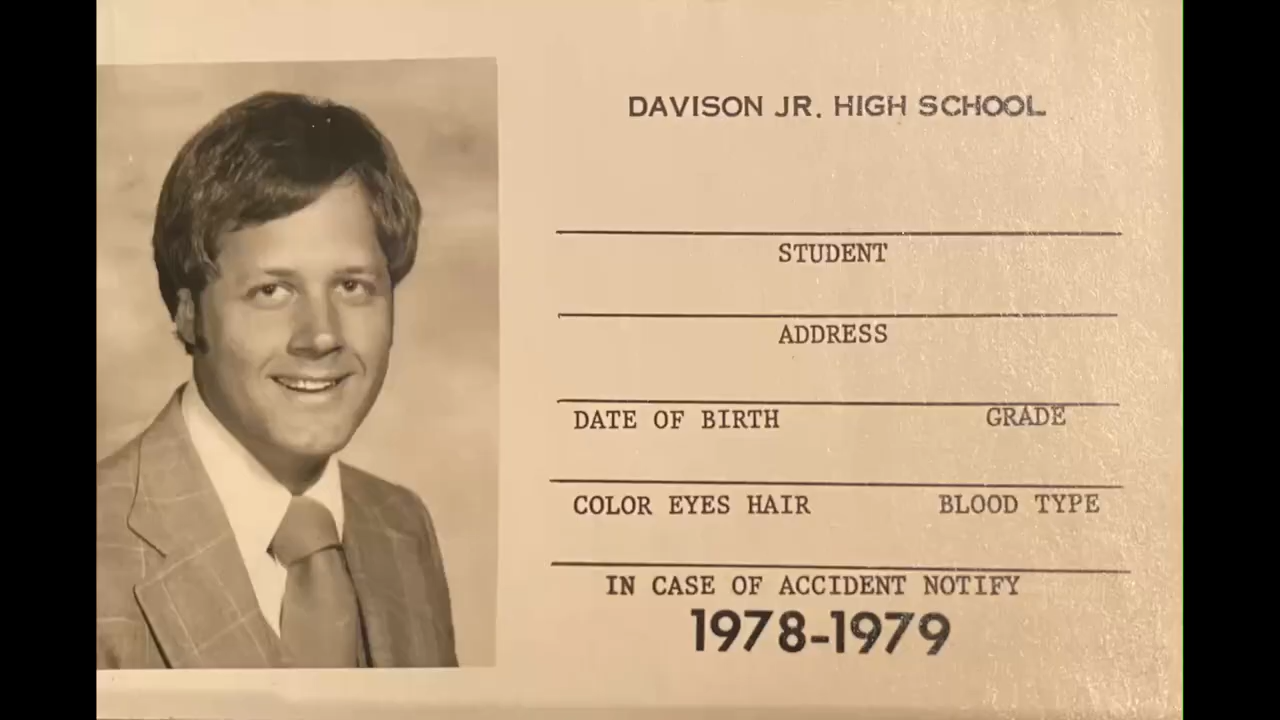 DAVISON JR. HIGH SCHOOL
STUDENT
ADDRESS
DATE OF BIRTH GRADE
COLOR EYES HAIR BLOOD TYPE
IN CASE OF ACCIDENT NOTIFY
1978-1979